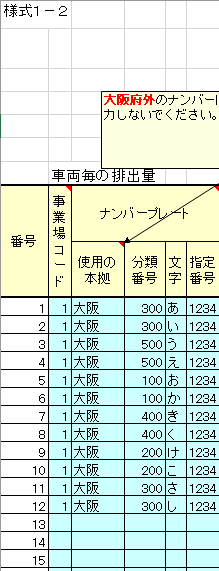 様式１－２
大阪府外のナンバーに
力しないでください。
車両毎の排出量
番号 事業場コード ナンバープレート
使用の本拠 分類番号 文字 指定番号
1 1 大阪 300 あ 1234
2 1 大阪 300 い 1234
3 1 大阪 500 う 1234
4 1 大阪 500 え 1234
5 1 大阪 100 お 1234
6 1 大阪 100 か 1234
7 1 大阪 400 き 1234
8 1 大阪 400 く 1234
9 1 大阪 200 け 1234
10 1 大阪 200 こ 1234
11 1 大阪 300 さ 1234
12 1 大阪 300 し 1234
13
14
15